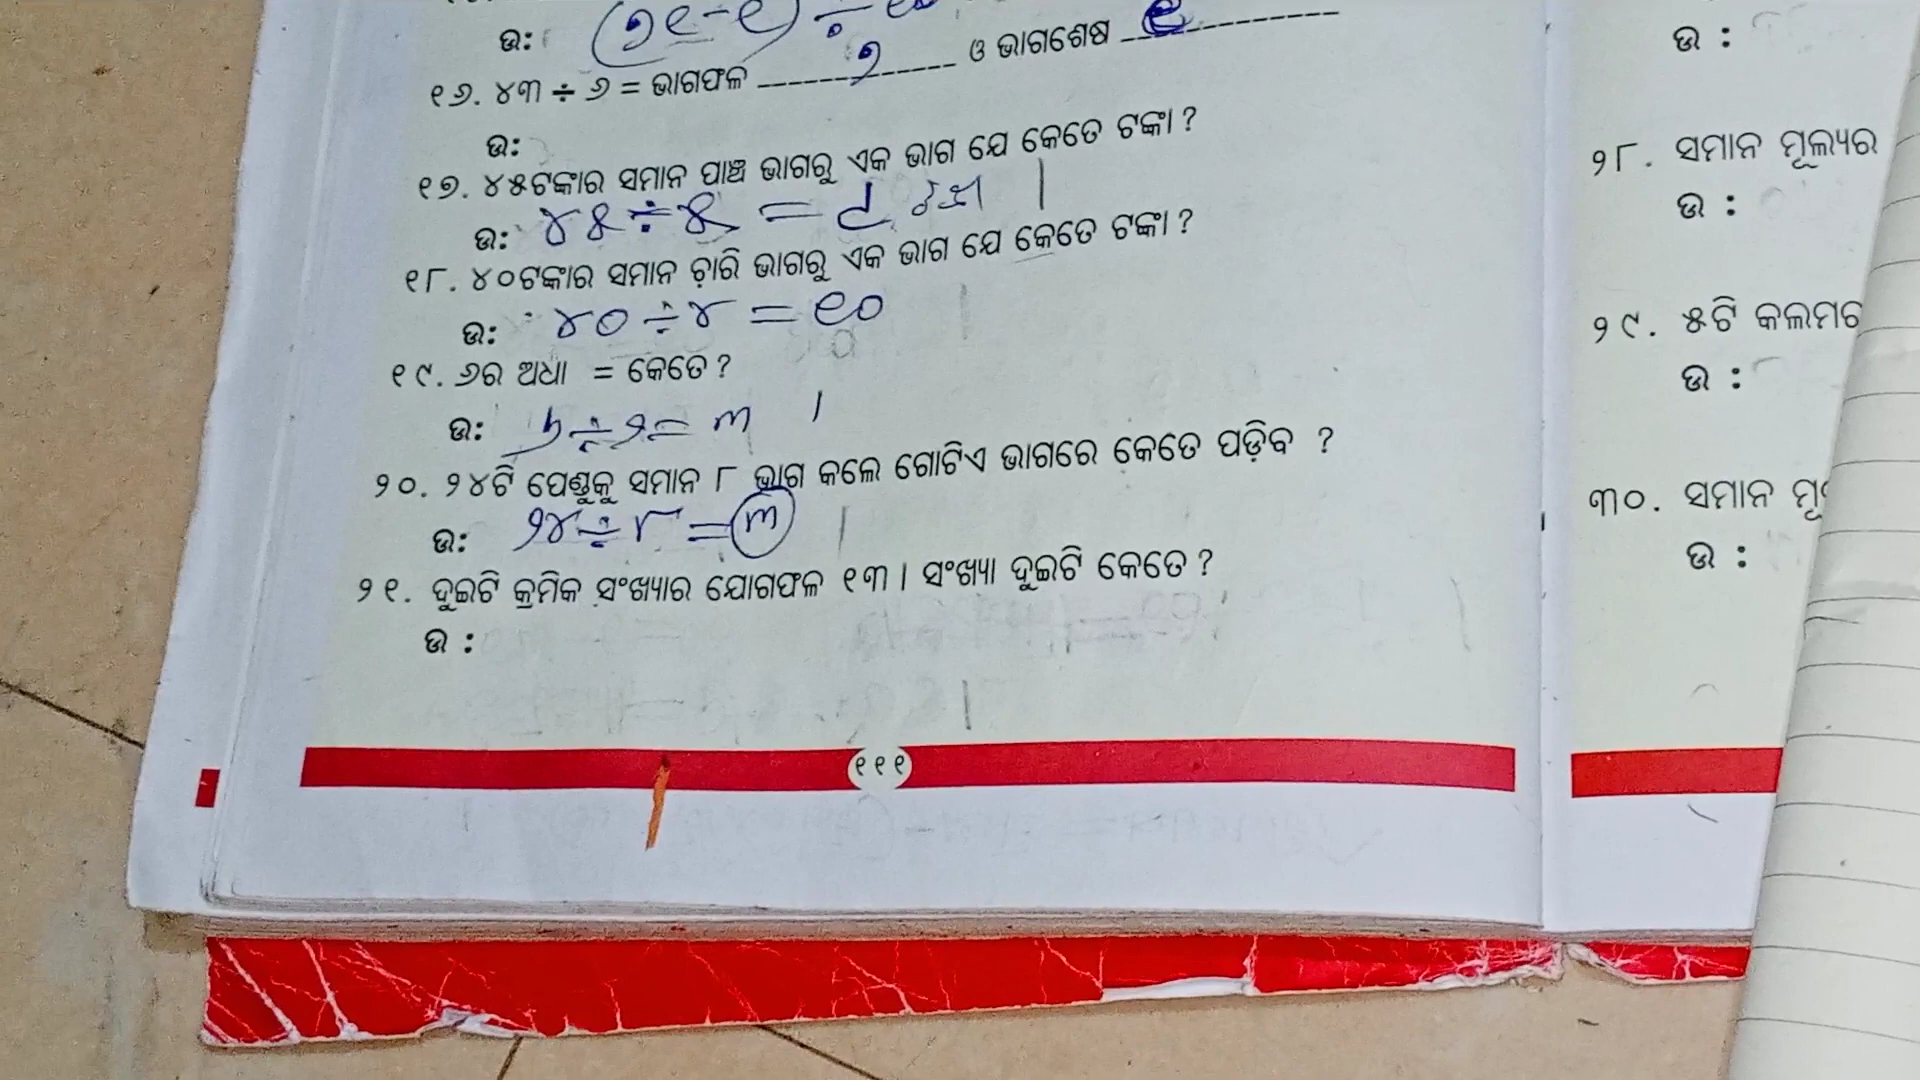 ଉ: (୨୧-୧) ÷
୧୬. ୪୩ ÷ ୬ = ଭାଗଫଳ ୭ ଓ ଭାଗଶେଷ ୧
ଉ:
୧୭. ୪୫ଟଙ୍କାର ସମାନ ପାଞ୍ଚ ଭାଗରୁ ଏକ ଭାଗ ଯେ କେତେ ଟଙ୍କା ?
ଉ: ୪୫ ÷ ୫ = ୯ ଟଙ୍କା ।
୧୮. ୪୦ଟଙ୍କାର ସମାନ ଚ଼ାରି ଭାଗରୁ ଏକ ଭାଗ ଯେ କେତେ ଟଙ୍କା ?
ଉ: ୪୦ ÷ ୪ = ୧୦
୧୯. ୬ର ଅଧା = କେତେ ?
ଉ: ୬ ÷ ୨ = ୩ ।
୨୦. ୨୪ଟି ପେଣ୍ଡୁକୁ ସମାନ ୮ ଭାଗ କଲେ ଗୋଟିଏ ଭାଗରେ କେତେ ପଡ଼ିବ ?
ଉ: ୨୪ ÷ ୮ = ୩ ।
୨୧. ଦୁଇଟି କ୍ରମିକ ସଂଖ୍ୟାର ଯୋଗଫଳ ୧୩। ସଂଖ୍ୟା ଦୁଇଟି କେତେ ?
ଉ :
୧୧୧
ଉ :
୨୮. ସମାନ ମୂଲ୍ୟର
ଉ :
୨୯. ୫ଟି
ଉ :
୩୦. ସମାନ
ଉ :